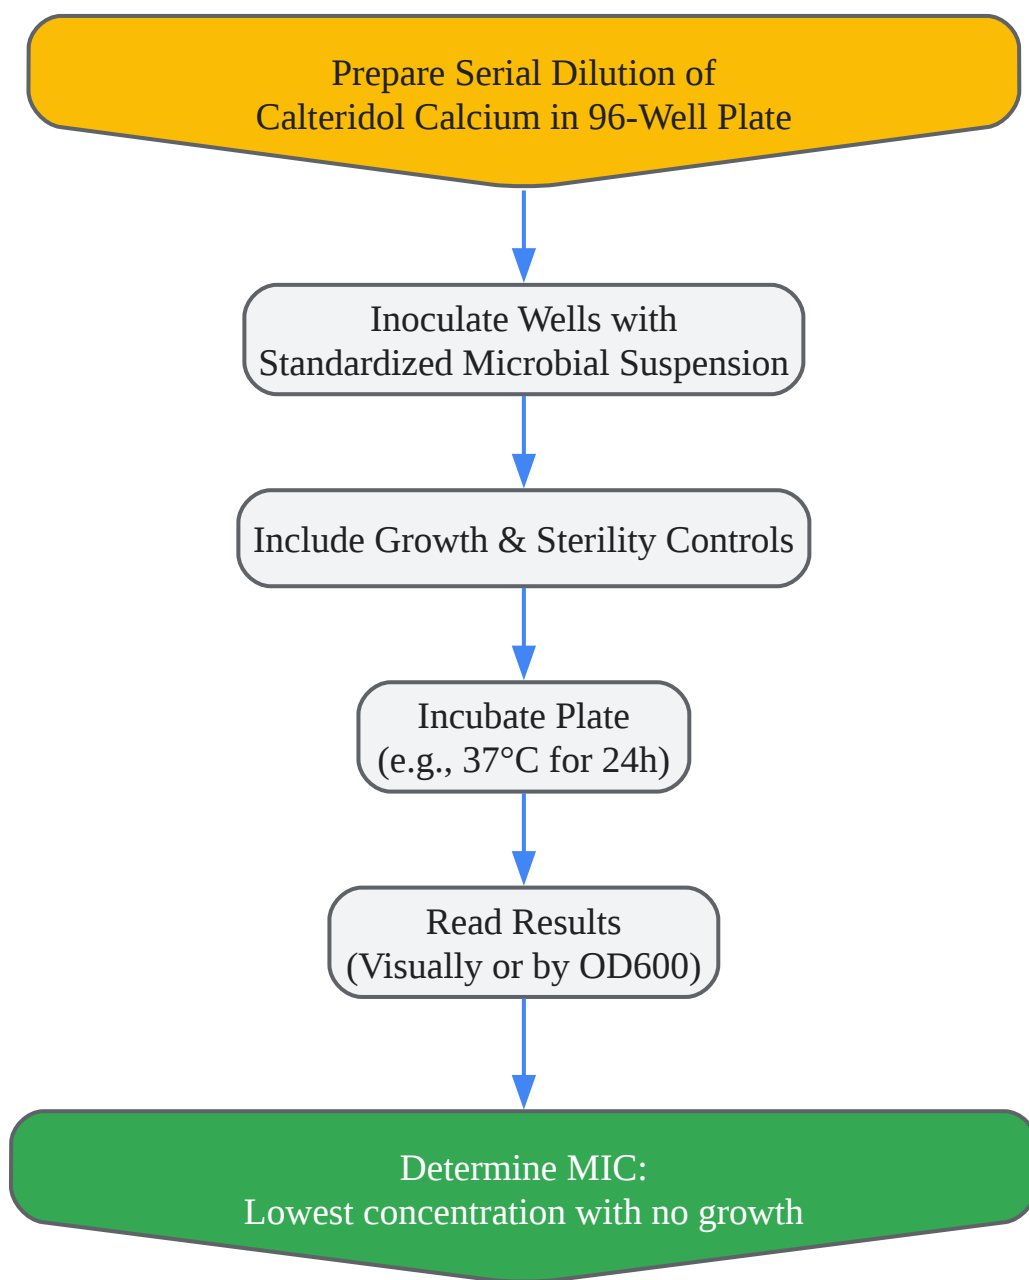 Prepare Serial Dilution of
Calteridol Calcium in 96-Well Plate
Inoculate Wells with
Standardized Microbial Suspension
Include Growth & Sterility Controls
Incubate Plate
(e.g., 37°C for 24h)
Read Results
(Visually or by OD600)
Determine MIC:
Lowest concentration with no growth